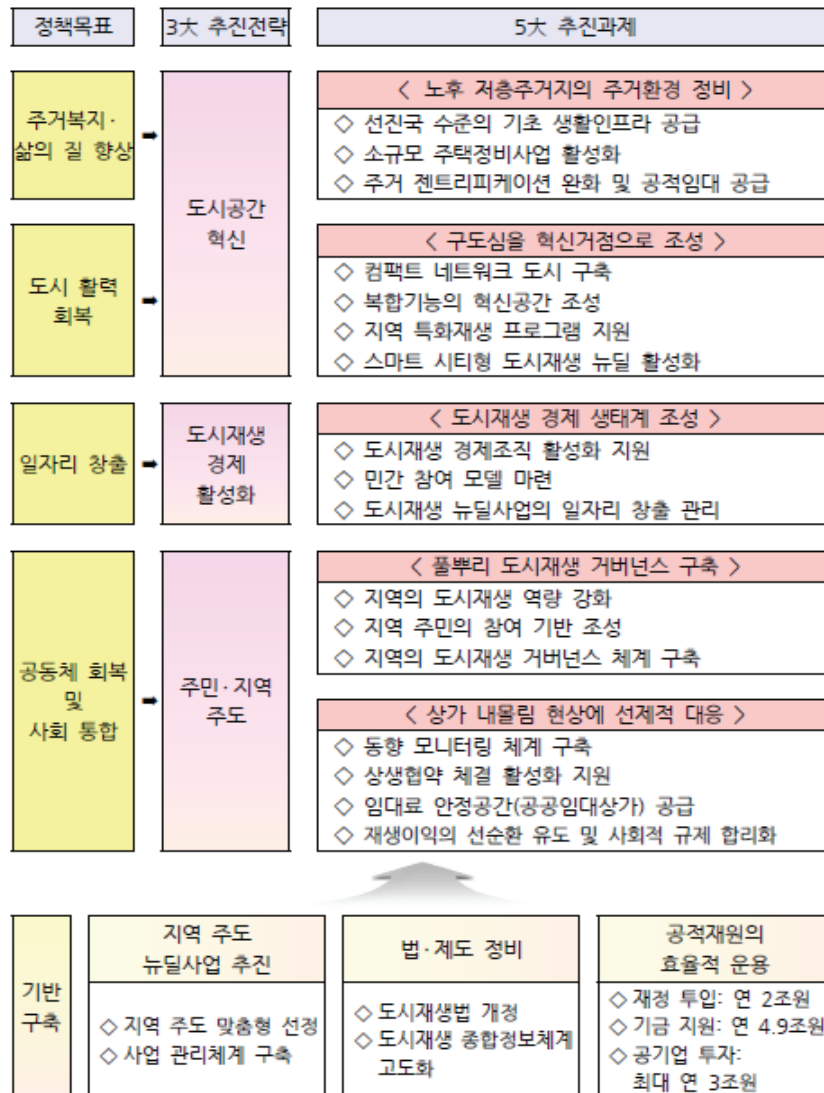 정책목표
3大 추진전략
5大 추진과제
주거복지·
삶의 질 향상
➡
도시공간
혁신
〈 노후 저층주거지의 주거환경 정비 〉
◇ 선진국 수준의 기초 생활인프라 공급
◇ 소규모 주택정비사업 활성화
◇ 주거 젠트리피케이션 완화 및 공적임대 공급
도시 활력
회복
➡
〈 구도심을 혁신거점으로 조성 〉
◇ 컴팩트 네트워크 도시 구축
◇ 복합기능의 혁신공간 조성
◇ 지역 특화재생 프로그램 지원
◇ 스마트 시티형 도시재생 뉴딜 활성화
일자리 창출
➡
도시재생
경제
활성화
〈 도시재생 경제 생태계 조성 〉
◇ 도시재생 경제조직 활성화 지원
◇ 민간 참여 모델 마련
◇ 도시재생 뉴딜사업의 일자리 창출 관리
공동체 회복
및
사회 통합
➡
주민·지역
주도
〈 풀뿌리 도시재생 거버넌스 구축 〉
◇ 지역의 도시재생 역량 강화
◇ 지역 주민의 참여 기반 조성
◇ 지역의 도시재생 거버넌스 체계 구축
〈 상가 내몰림 현상에 선제적 대응 〉
◇ 동향 모니터링 체계 구축
◇ 상생협약 체결 활성화 지원
◇ 임대료 안정공간(공공임대상가) 공급
◇ 재생이익의 선순환 유도 및 사회적 규제 합리화
기반
구축
지역 주도
뉴딜사업 추진
◇ 지역 주도 맞춤형 선정
◇ 사업 관리체계 구축
법·제도 정비
◇ 도시재생법 개정
◇ 도시재생 종합정보체계
고도화
공적재원의
효율적 운용
◇ 재정 투입: 연 2조원
◇ 기금 지원: 연 4.9조원
◇ 공기업 투자:
최대 연 3조원